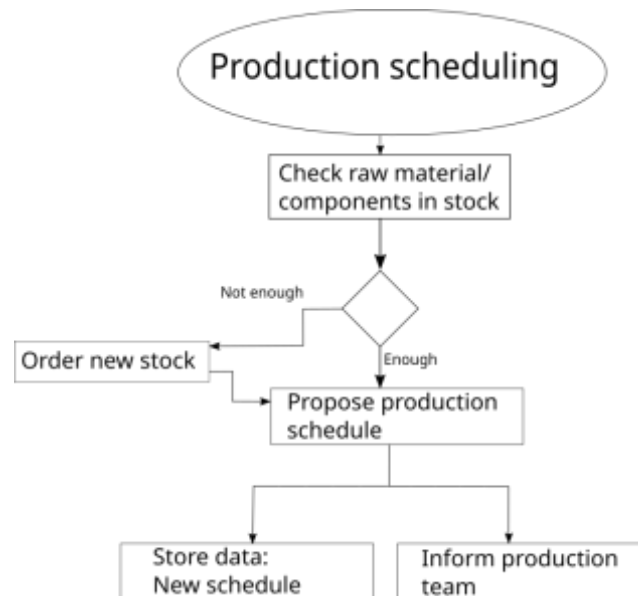 Production scheduling
Check raw material/
components in stock
Not enough
Enough
Order new stock
Propose production
schedule
Store data:
New schedule
Inform production
team